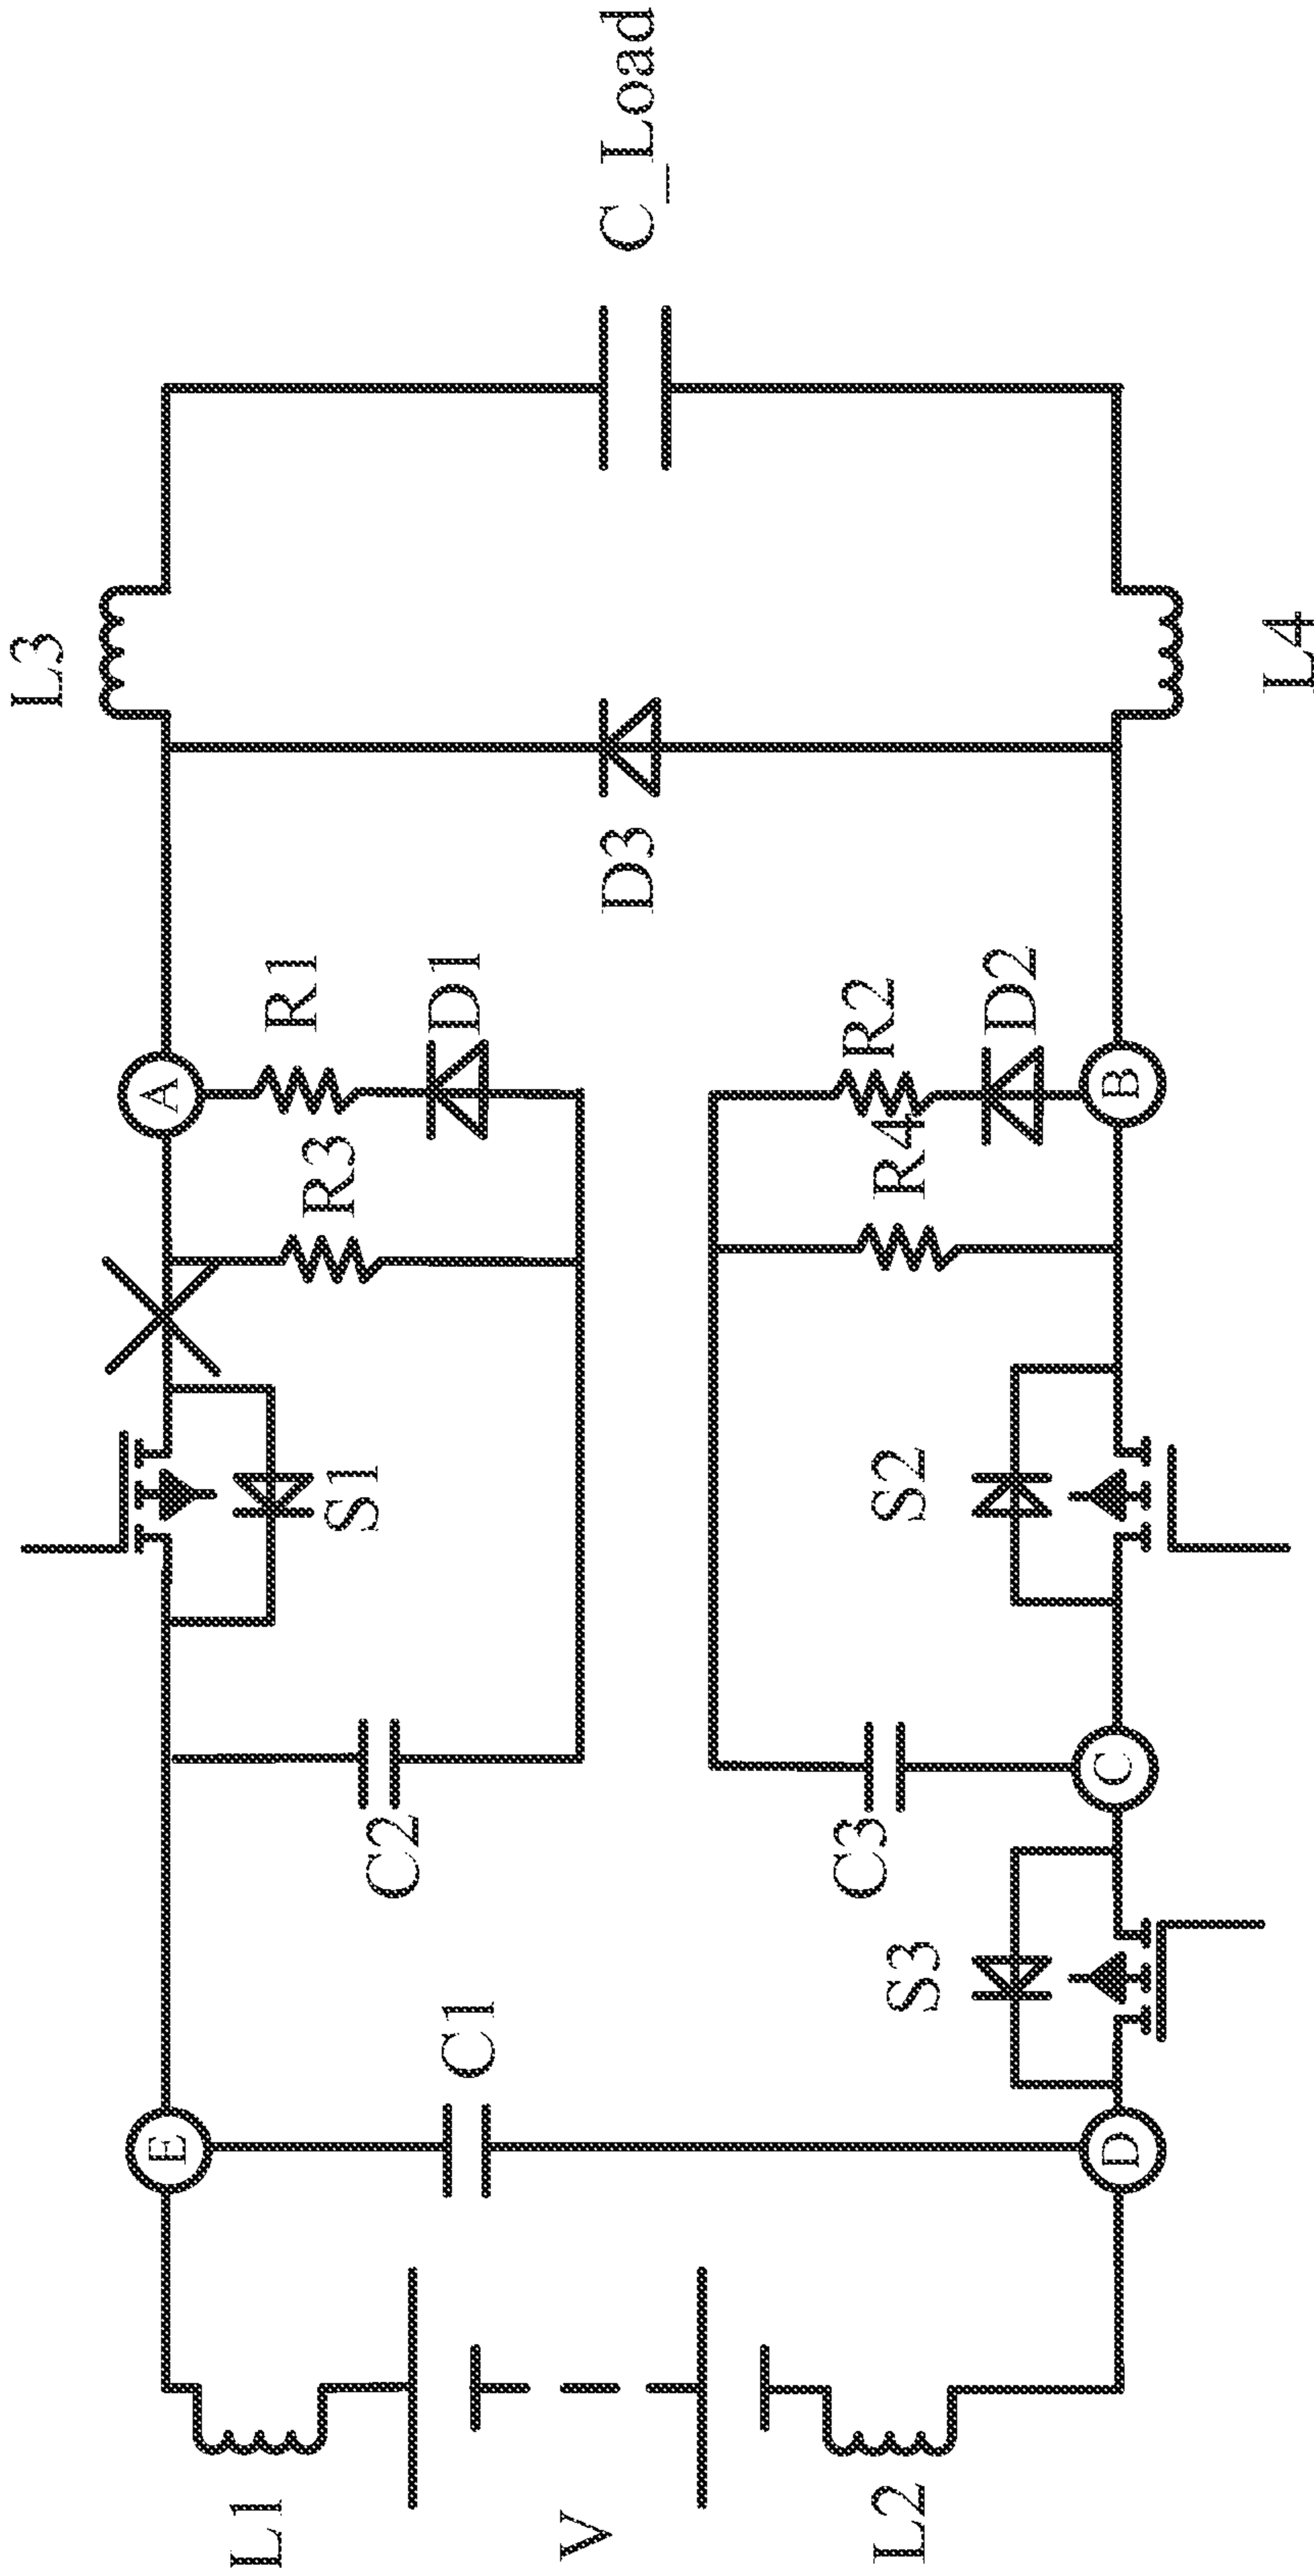 L3
E
A
L1
R1
R3
S1
C2
C1
D1
V
D3
C_Load
C3
R2
L2
S3
S2
R4
D2
D
C
B
L4